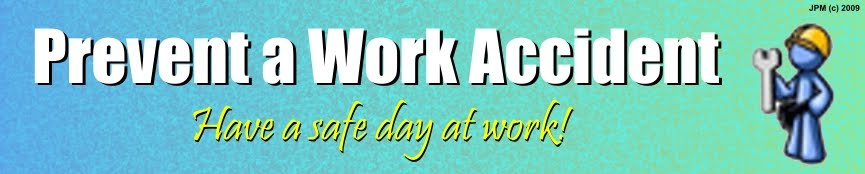 JPM (c) 2009
Prevent a Work Accident
Have a safe day at work!